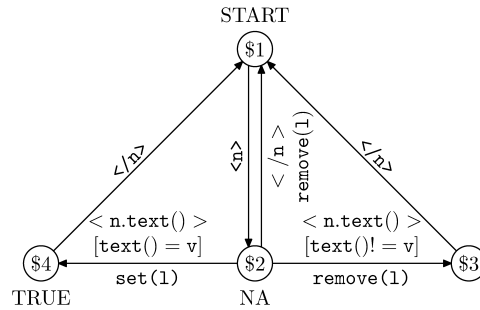 START
$1
</n>
<n>
</n>
remove(l)
</n>
< n.text() >
[text() = v]
< n.text() >
[text()! = v]
$4
$2
$3
set(l)
remove(l)
TRUE
NA